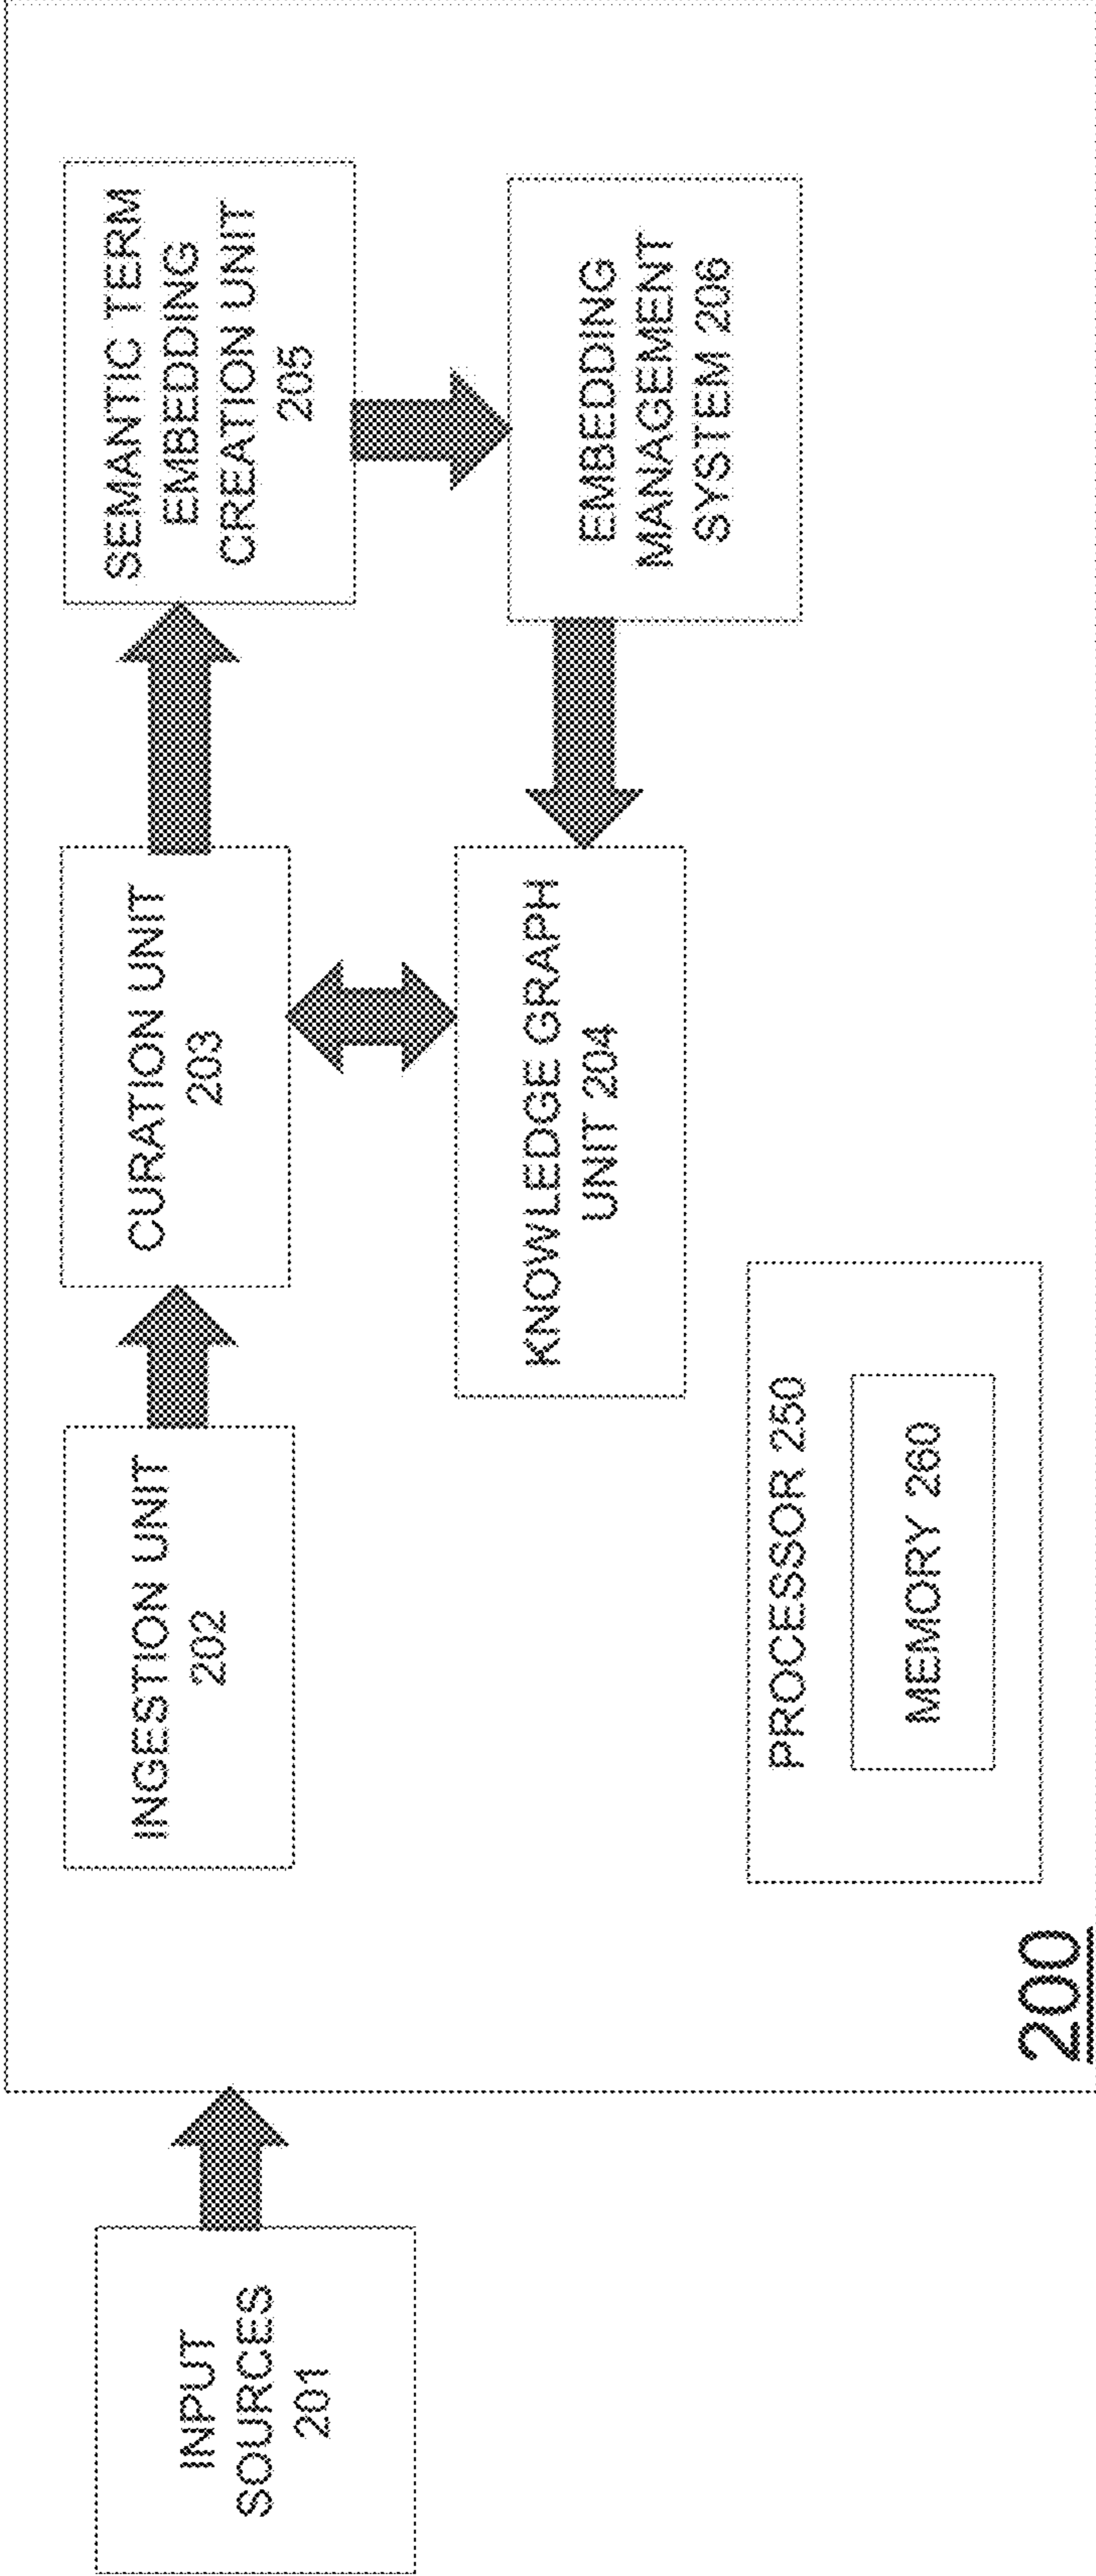 INPUT
SOURCES
201
INGESTION UNIT
202
CURATION UNIT
203
SEMANTIC TERM
EMBEDDING
CREATION UNIT
205
KNOWLEDGE GRAPH
UNIT 204
EMBEDDING
MANAGEMENT
SYSTEM 206
PROCESSOR 250
MEMORY 260
200